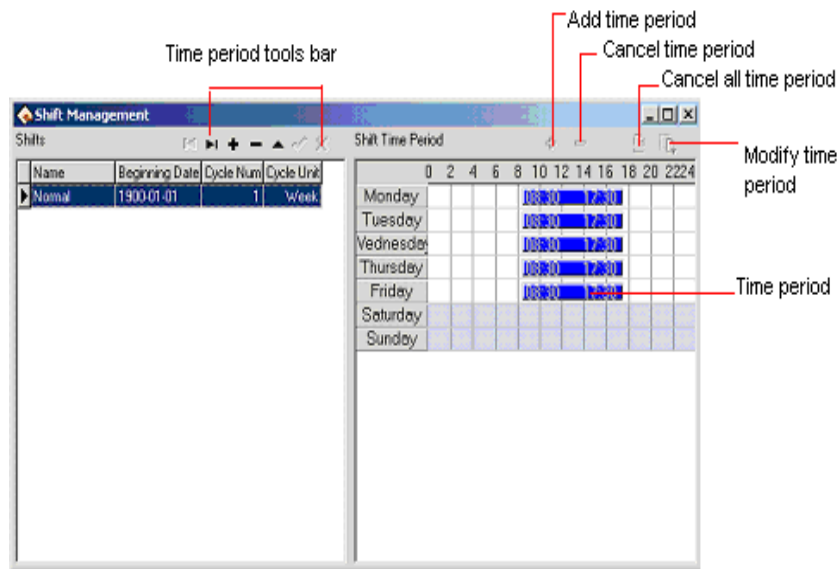 Add time period
Time period tools bar
Cancel time period
Cancel all time period
Shift Management
Shifts
Shift Time Period
Modify time
period
Name Beginning Date Cycle Num Cycle Unit
Normal 1900-01-01 1 Week
0 2 4 6 8 10 12 14 16 18 20 2224
Monday 08:30 17:30
Tuesday 08:30 17:30
Wednesday 08:30 17:30
Thursday 08:30 17:30
Friday 08:30 17:30
Time period
Saturday
Sunday